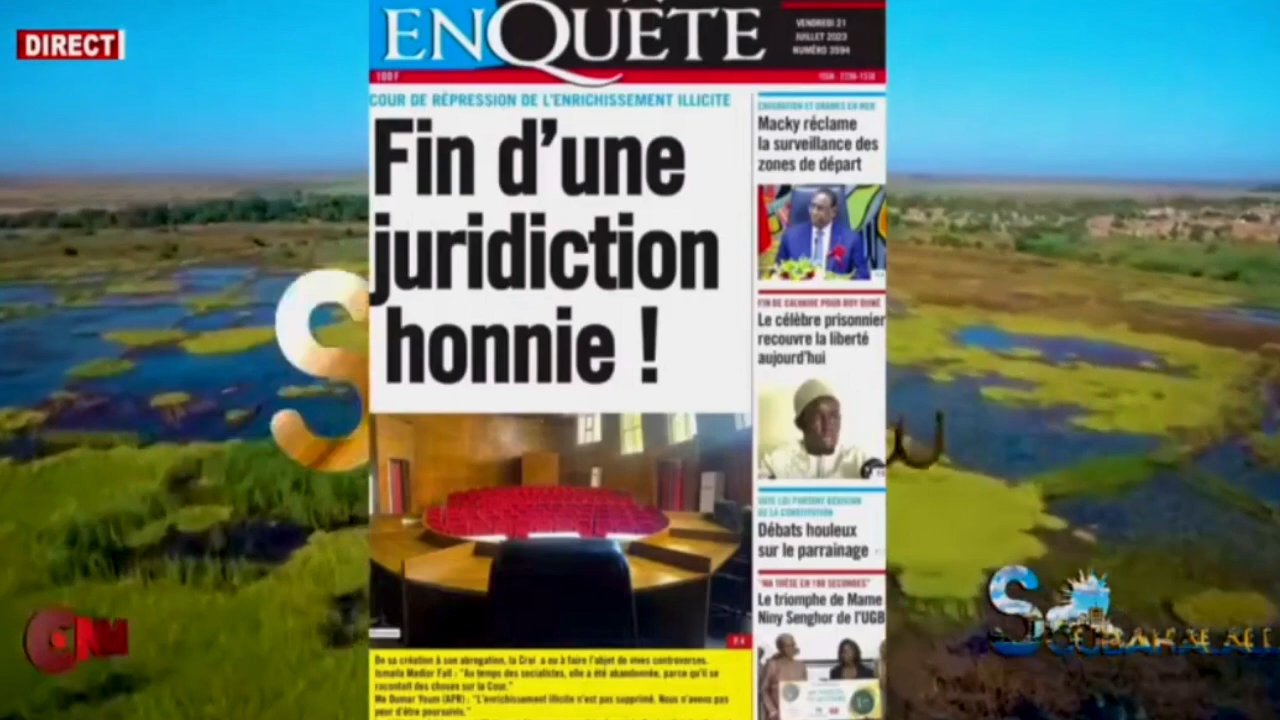 DIRECT
ENQUÊTE
VENDREDI 21
JUILLET 2023
NUMÉRO 3594
100 F
COUR DE RÉPRESSION DE L'ENRICHISSEMENT ILLICITE
Fin d'une
juridiction
honnie !
ÉMIGRATION ET DRAMES EN MER
Macky réclame
la surveillance des
zones de départ
FIN DE CALVAIRE POUR BOY DJINÉ
Le célèbre prisonnier
recouvre la liberté
aujourd'hui
VOTE LOI PORTANT RÉVISION
DE LA CONSTITUTION
Débats houleux
sur le parrainage
"MA THÈSE EN 180 SECONDES"
Le triomphe de Mame
Niny Senghor de l'UGB
De sa création à son abrogation, la Crei a eu à faire l'objet de vives controverses.
Ismaïla Madior Fall : "Au temps des socialistes, elle a été abandonnée, parce qu'il se
racontait des choses sur la Cour."
Me Oumar Youm (APR) : "L'enrichissement illicite n'est pas supprimé. Nous n'avons pas
peur d'être poursuivis."
S
u